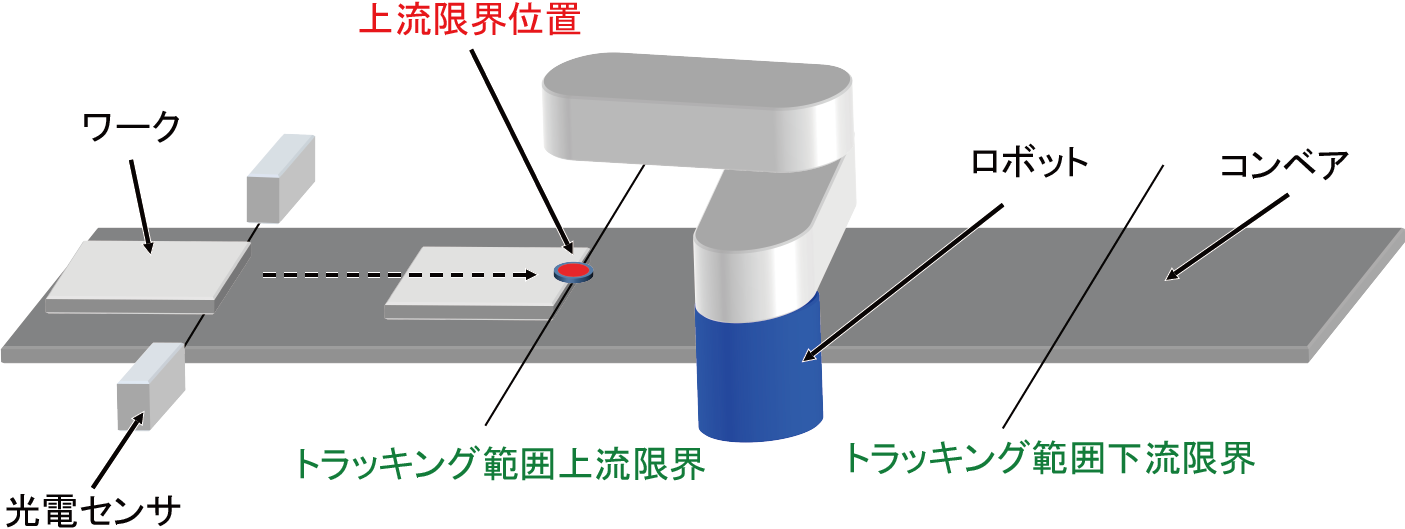 上流限界位置
ワーク
ロボット
コンベア
トラッキング範囲上流限界
トラッキング範囲下流限界
光電センサ